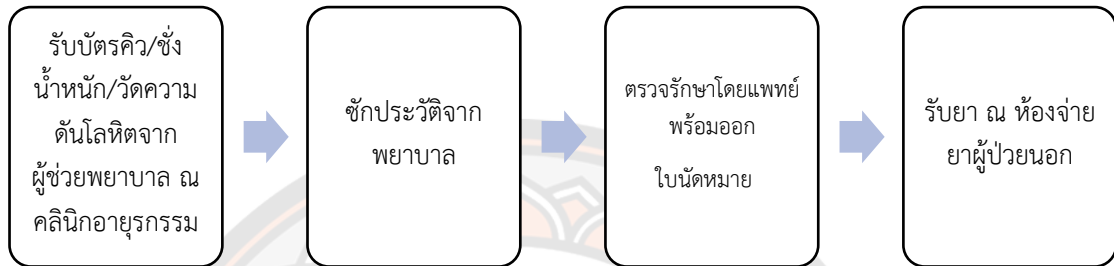 รับบัตรคิว/ชั่ง
น้ำหนัก/วัดความ
ดันโลหิตจาก
ผู้ช่วยพยาบาล ณ
คลินิกอายุรกรรม
ซักประวัติจาก
พยาบาล
ตรวจรักษาโดยแพทย์
พร้อมออก
ใบนัดหมาย
รับยา ณ ห้องจ่าย
ยาผู้ป่วยนอก